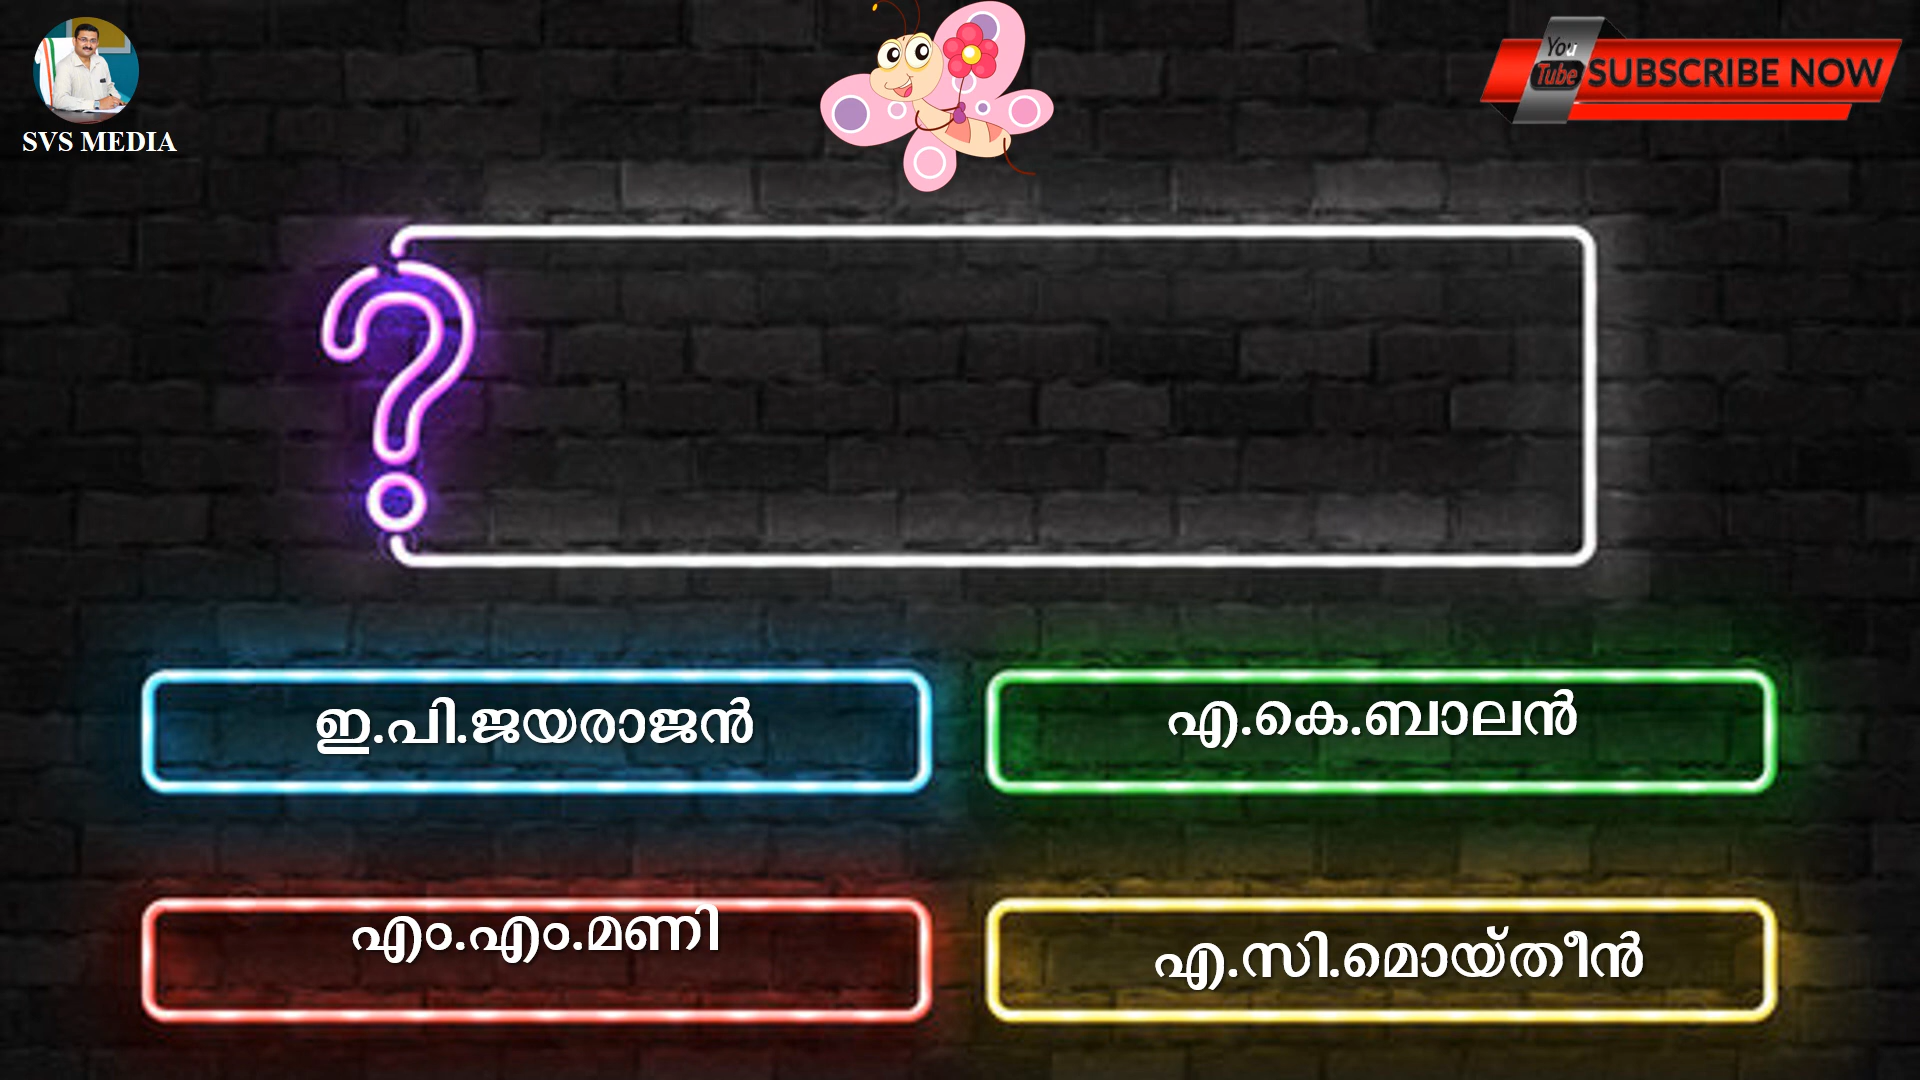 SVS MEDIA
You
Tube
SUBSCRIBE NOW
ഇ.പി.ജയരാജൻ
എ.കെ.ബാലൻ
എം.എം.മണി
എ.സി.മൊയ്തീൻ